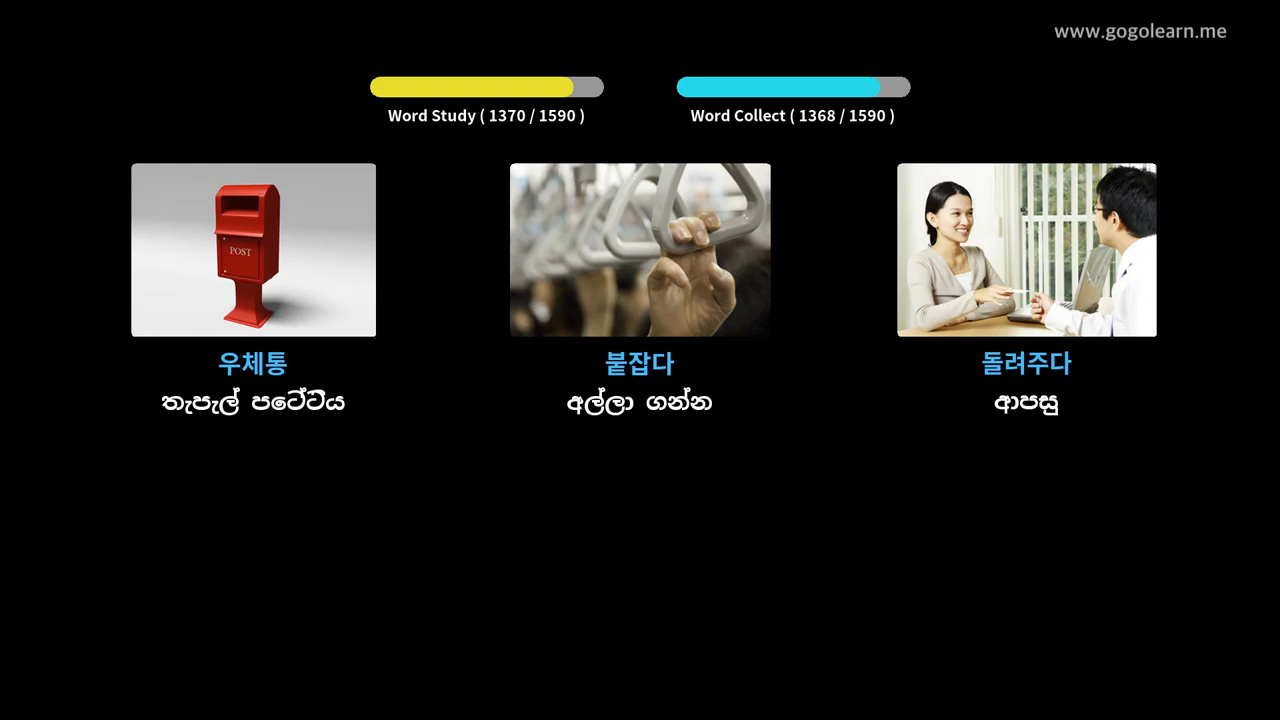 www.gogolearn.me
Word Study ( 1370 / 1590 )
Word Collect ( 1368 / 1590 )
POST
우체통
붙잡다
돌려주다
තැපැල් පෙට්ටිය
අල්ලා ගන්න
ආපසු